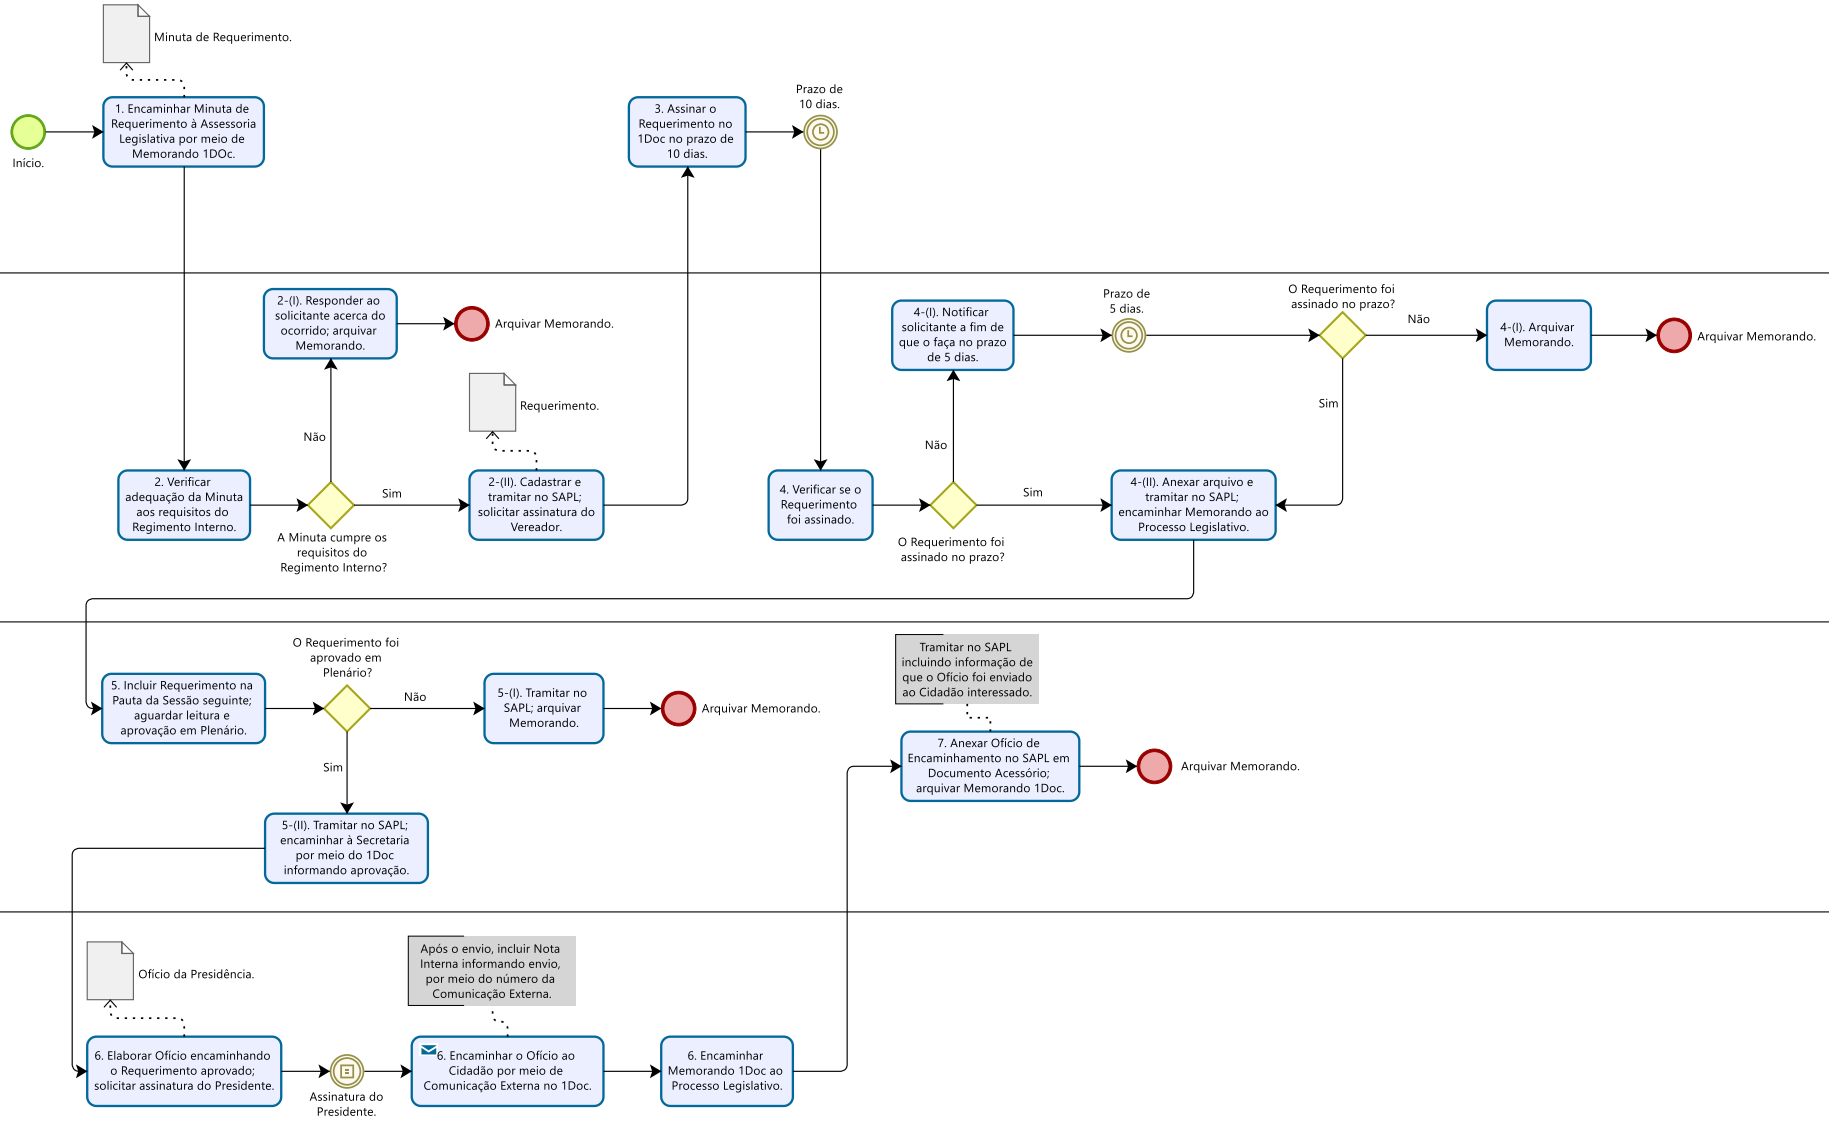 Minuta de Requerimento.
Início.
1. Encaminhar Minuta de
Requerimento à Assessoria
Legislativa por meio de
Memorando 1DOc.
3. Assinar o
Requerimento no
1Doc no prazo de
10 dias.
Prazo de
10 dias.
2-(I). Responder ao
solicitante acerca do
ocorrido; arquivar
Memorando.
Arquivar Memorando.
Não
Requerimento.
2. Verificar
adequação da Minuta
aos requisitos do
Regimento Interno.
Sim
A Minuta cumpre os
requisitos do
Regimento Interno?
2-(II). Cadastrar e
tramitar no SAPL;
solicitar assinatura do
Vereador.
4. Verificar se o
Requerimento
foi assinado.
O Requerimento foi
assinado no prazo?
Não
4-(I). Notificar
solicitante a fim de
que o faça no prazo
de 5 dias.
Prazo de
5 dias.
O Requerimento foi
assinado no prazo?
Não
4-(I). Arquivar
Memorando.
Arquivar Memorando.
Sim
Sim
4-(II). Anexar arquivo e
tramitar no SAPL;
encaminhar Memorando ao
Processo Legislativo.
5. Incluir Requerimento na
Pauta da Sessão seguinte;
aguardar leitura e
aprovação em Plenário.
O Requerimento foi
aprovado em
Plenário?
Não
5-(I). Tramitar no
SAPL; arquivar
Memorando.
Arquivar Memorando.
Sim
5-(II). Tramitar no SAPL;
encaminhar à Secretaria
por meio do 1Doc
informando aprovação.
Tramitar no SAPL
incluindo informação de
que o Ofício foi enviado
ao Cidadão interessado.
7. Anexar Ofício de
Encaminhamento no SAPL em
Documento Acessório;
arquivar Memorando 1Doc.
Arquivar Memorando.
Ofício da Presidência.
6. Elaborar Ofício encaminhando
o Requerimento aprovado;
solicitar assinatura do Presidente.
Assinatura do
Presidente.
Após o envio, incluir Nota
Interna informando envio,
por meio do número da
Comunicação Externa.
6. Encaminhar o Ofício ao
Cidadão por meio de
Comunicação Externa no 1Doc.
6. Encaminhar
Memorando 1Doc ao
Processo Legislativo.